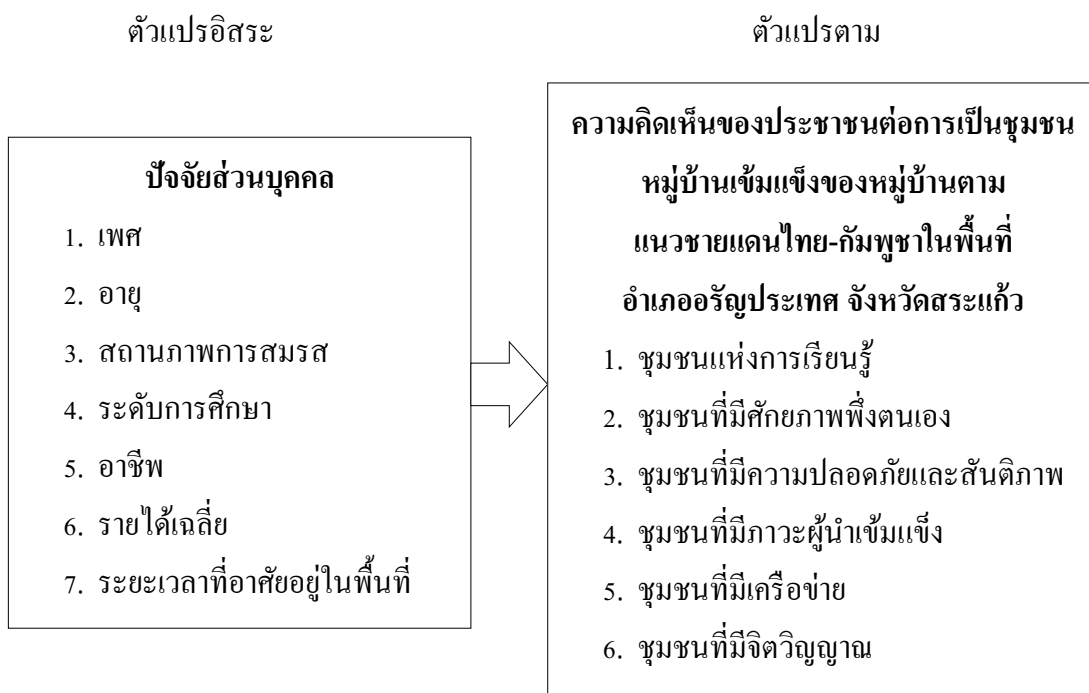 ตัวแปรอิสระ
ตัวแปรตาม
ปัจจัยส่วนบุคคล
1. เพศ
2. อายุ
3. สถานภาพการสมรส
4. ระดับการศึกษา
5. อาชีพ
6. รายได้เฉลี่ย
7. ระยะเวลาที่อาศัยอยู่ในพื้นที่
ความคิดเห็นของประชาชนต่อการเป็นชุมชน
หมู่บ้านเข้มแข็งของหมู่บ้านตาม
แนวชายแดนไทย-กัมพูชาในพื้นที่
อำเภออรัญประเทศ จังหวัดสระแก้ว
1. ชุมชนแห่งการเรียนรู้
2. ชุมชนที่มีศักยภาพพึ่งตนเอง
3. ชุมชนที่มีความปลอดภัยและสันติภาพ
4. ชุมชนที่มีภาวะผู้นำเข้มแข็ง
5. ชุมชนที่มีเครือข่าย
6. ชุมชนที่มีจิตวิญญาณ